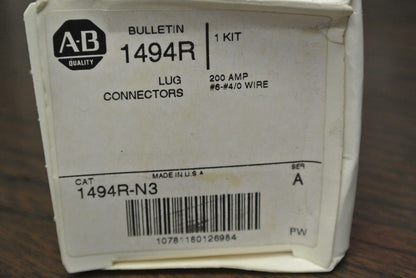 A-B
QUALITY
BULLETIN
1494R
1 KIT
LUG
CONNECTORS
200 AMP
#6-#4/0 WIRE
MADE IN U.S.A
CAT
1494R-N3
SER
A
10781180126984
PW